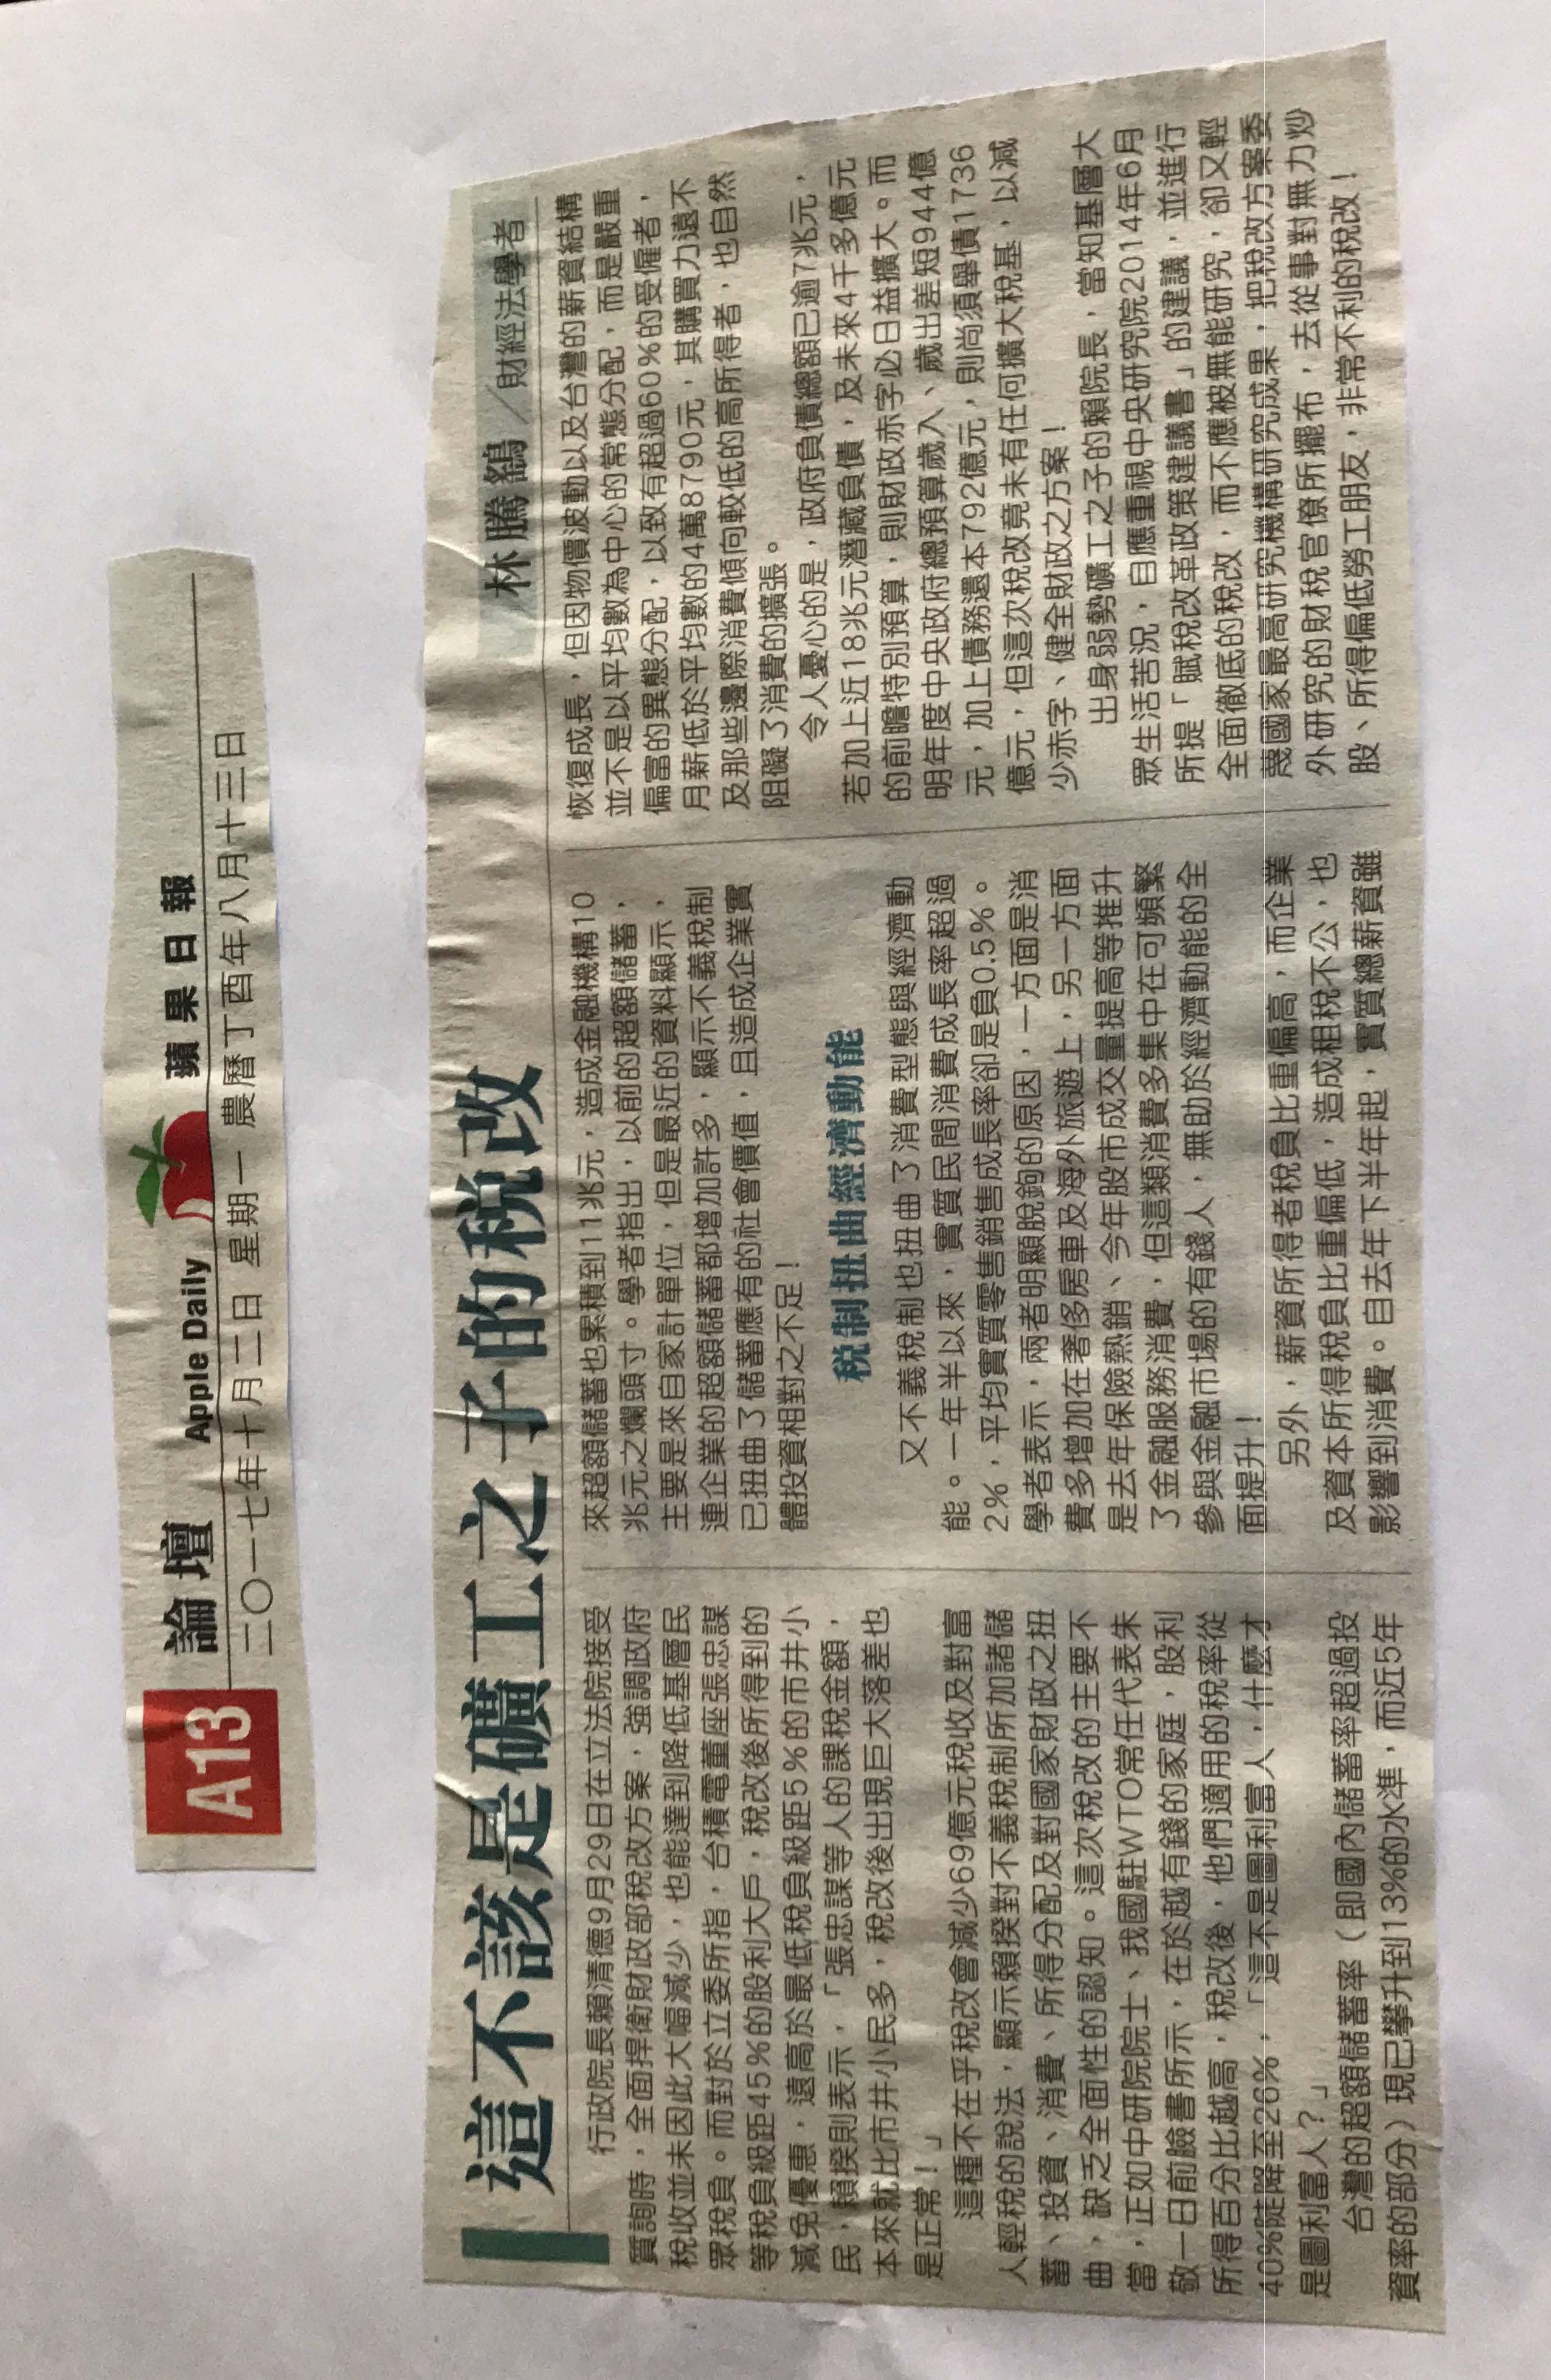 A13
論壇
Apple Daily 蘋果日報
二〇一七年十月二日 星期一 農曆丁酉年八月十三日
這不該是礦工之子的稅改
林騰鷂／財經法學者
行政院長賴清德9月29日在立法院接受
質詢時，全面捍衛財政部稅改方案，強調政府
稅收並未因此大幅減少，也能達到降低基層民
眾稅負。而對於立委所指，台積電董座張忠謀
等稅負級距45%的股利大戶，稅改後所得到的
減免優惠，遠高於最低稅負級距5%的市井小
民，賴揆則表示，「張忠謀等人的課稅金額，
本來就比市井小民多，稅改後出現巨大落差也
是正常！」
這種不在乎稅改會減少69億元稅收及對富
人輕稅的說法，顯示賴揆對不義稅制所加諸儲
蓄、投資、消費、所得分配及對國家財政之扭
曲，缺乏全面性的認知。這次稅改的主要不
當，正如中研院院士、我國駐WTO常任代表朱
敬一日前臉書所示，在於越有錢的家庭，股利
所得百分比越高，稅改後，他們適用的稅率從
40%陡降至26%，「這不是圖利富人，什麼才
是圖利富人？」
台灣的超額儲蓄率（即國內儲蓄率超過投
資率的部分）現已攀升到13%的水準，而近5年
來超額儲蓄也累積到11兆元，造成金融機構10
兆元之爛頭寸。學者指出，以前的超額儲蓄，
主要是來自家計單位，但是最近的資料顯示，
連企業的超額儲蓄都增加許多，顯示不義稅制
已扭曲了儲蓄應有的社會價值，且造成企業實
體投資相對之不足！
稅制扭曲經濟動能
又不義稅制也扭曲了消費型態與經濟動
能。一年半以來，實質民間消費成長率超過
2%，平均實質零售銷售成長率卻是負0.5%。
學者表示，兩者明顯脫鉤的原因，一方面是消
費多增加在奢侈房車及海外旅遊上，另一方面
是去年保險熱銷、今年股市成交量提高等推升
了金融服務消費，但這類消費多集中在可頻繁
參與金融市場的有錢人，無助於經濟動能的全
面提升！
另外，薪資所得者稅負比重偏高，而企業
及資本所得稅負比重偏低，造成租稅不公，也
影響到消費。自去年下半年起，實質總薪資雖
恢復成長，但因物價波動以及台灣的薪資結構
並不是以平均數為中心的常態分配，而是嚴重
偏富的異態分配，以致有超過60%的受僱者，
月薪低於平均數的4萬8790元，其購買力遠不
及那些邊際消費傾向較低的高所得者，也自然
阻礙了消費的擴張。
令人憂心的是，政府負債總額已逾7兆元，
若加上近18兆元潛藏負債，及未來4千多億元
的前瞻特別預算，則財政赤字必日益擴大。而
明年度中央政府總預算歲入、歲出差短944億
元，加上債務還本792億元，則尚須舉債1736
億元，但這次稅改竟未有任何擴大稅基，以減
少赤字、健全財政之方案！
出身弱勢礦工之子的賴院長，當知基層大
眾生活苦況，自應重視中央研究院2014年6月
所提「賦稅改革政策建議書」的建議，並進行
全面徹底的稅改，而不應被無能研究，卻又輕
蔑國家最高研究機構研究成果，把稅改方案委
外研究的財稅官僚所擺布，去從事對無力炒
股、所得偏低勞工朋友，非常不利的稅改！